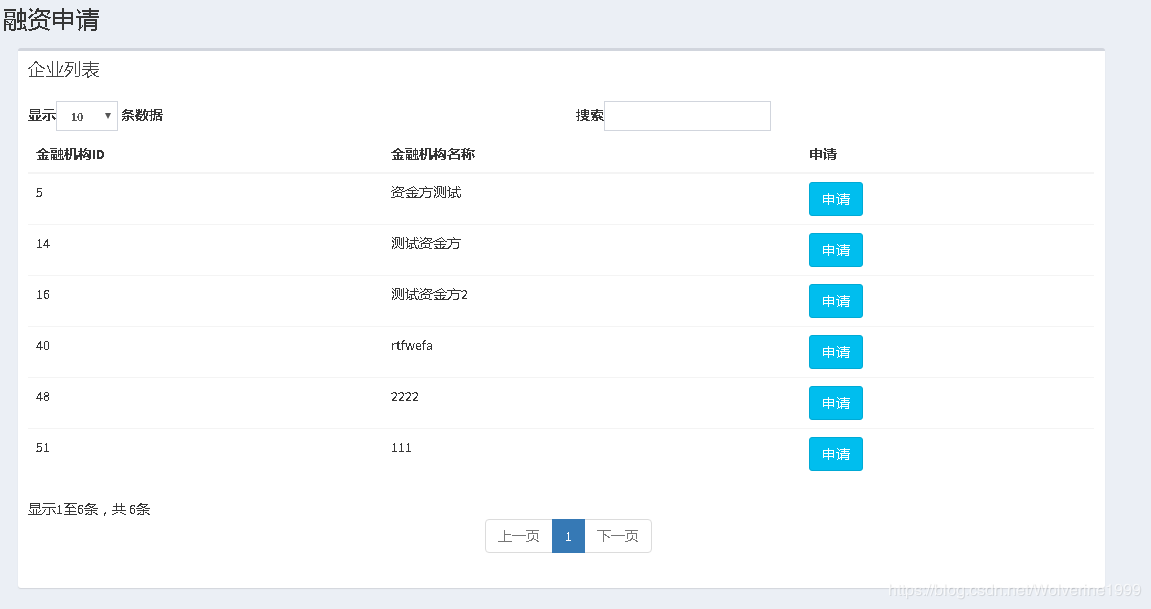 融资申请
企业列表
显示 10 条数据 搜索
金融机构ID 金融机构名称 申请
5 资金方测试 申请
14 测试资金方 申请
16 测试资金方2 申请
40 rtfwefa 申请
48 2222 申请
51 111 申请
显示1至6条，共 6条
上一页 1 下一页
https://blog.csdn.net/Wolverine1999